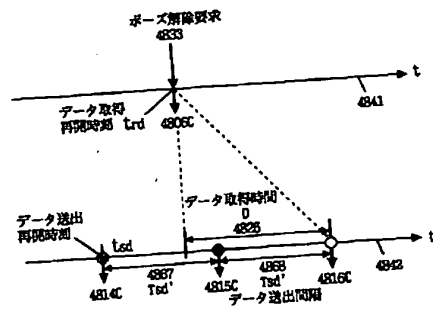 ポーズ解除要求
4833
t
データ取得
再開時刻 trd
4806C
4841
データ取得時間
D
4826
データ送出
再開時刻
tsd
t
4867
Tsd'
4868
Tsd'
4842
4814C
4815C
4816C
データ送出間隔